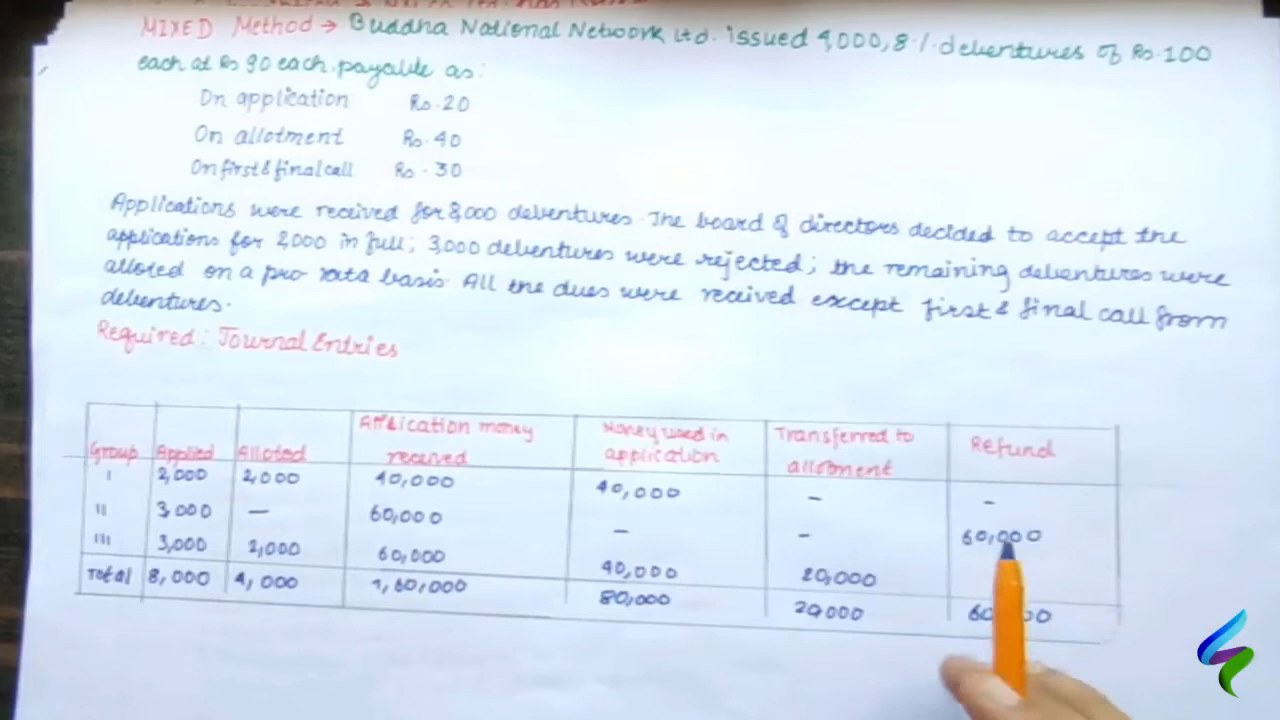 MIXED Method → Buddha National Network Ltd. issued 4,000, 8 % debentures of Rs. 100
each at Rs 90 each payable as:
On application Rs. 20
On allotment Rs. 40
On first & final call Rs. 30
Applications were received for 8,000 debentures. The board of directors decided to accept the
applications for 2,000 in full; 3,000 debentures were rejected; the remaining debentures were
alloted on a pro rata basis. All the dues were received except first & final call from
debentures.
Required: Journal Entries
Group Applied Alloted Application money received Money used in application Transferred to allotment Refund
I 2,000 2,000 40,000 40,000 – –
II 3,000 – 60,000 – – 60,000
III 3,000 2,000 60,000 40,000 20,000
Total 8,000 4,000 1,60,000 80,000 20,000